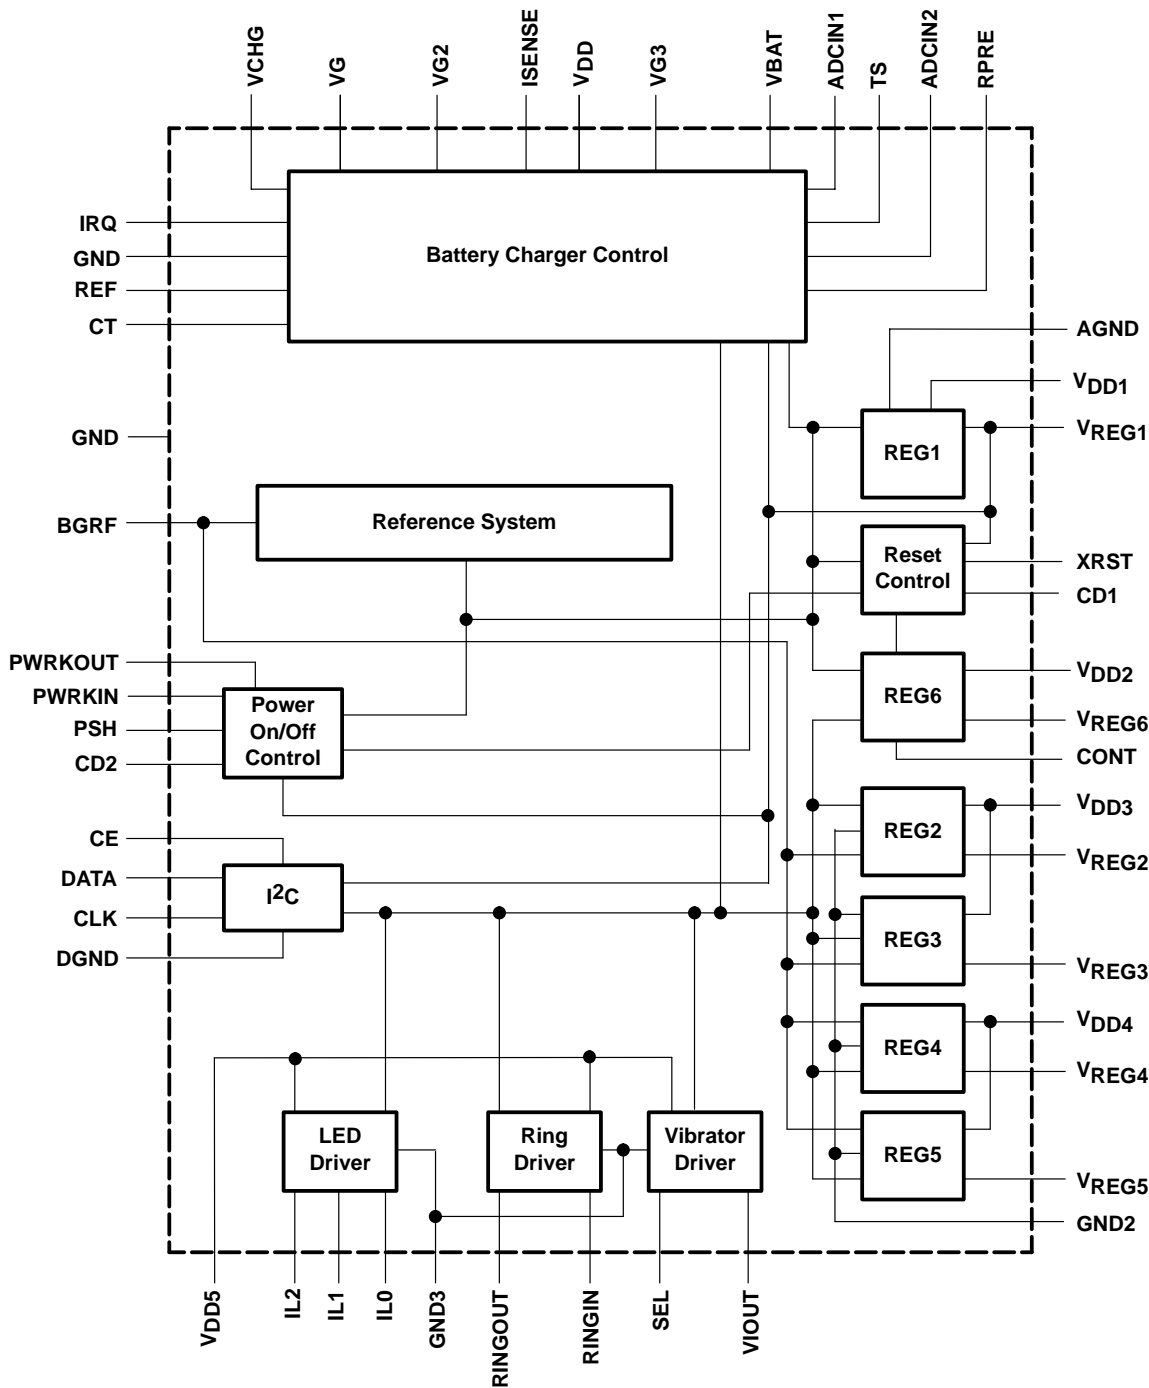 VCHG
VG
VG2
ISENSE
VDD
VG3
VBAT
ADCIN1
TS
ADCIN2
RPRE
IRQ
GND
REF
CT
Battery Charger Control
AGND
VDD1
VREG1
REG1
GND
BGRF
Reference System
Reset
Control
XRST
CD1
PWRKOUT
PWRKIN
PSH
CD2
Power
On/Off
Control
REG6
VDD2
VREG6
CONT
REG2
VDD3
VREG2
CE
DATA
CLK
DGND
I2C
REG3
VREG3
REG4
VDD4
VREG4
LED
Driver
Ring
Driver
Vibrator
Driver
REG5
VREG5
GND2
VDD5
IL2
IL1
IL0
GND3
RINGOUT
RINGIN
SEL
VIOUT